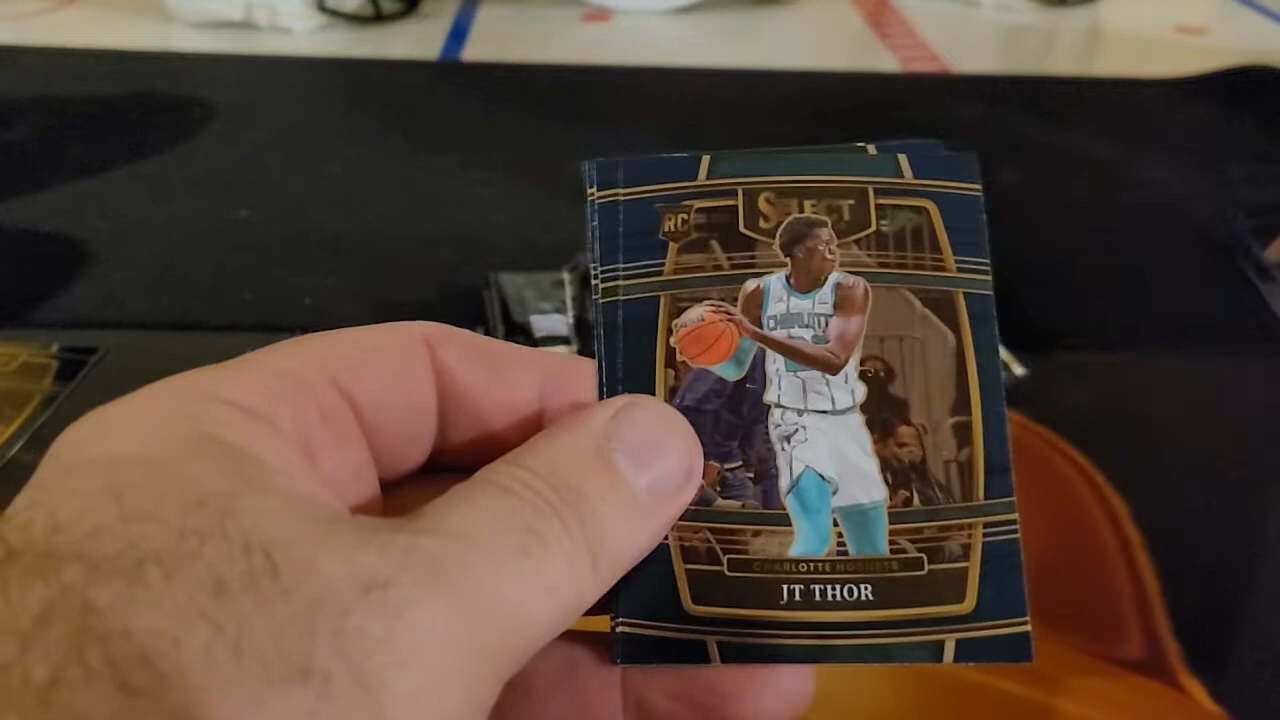 SELECT
RC
CHARLOTTE
CHARLOTTE HORNETS
JT THOR